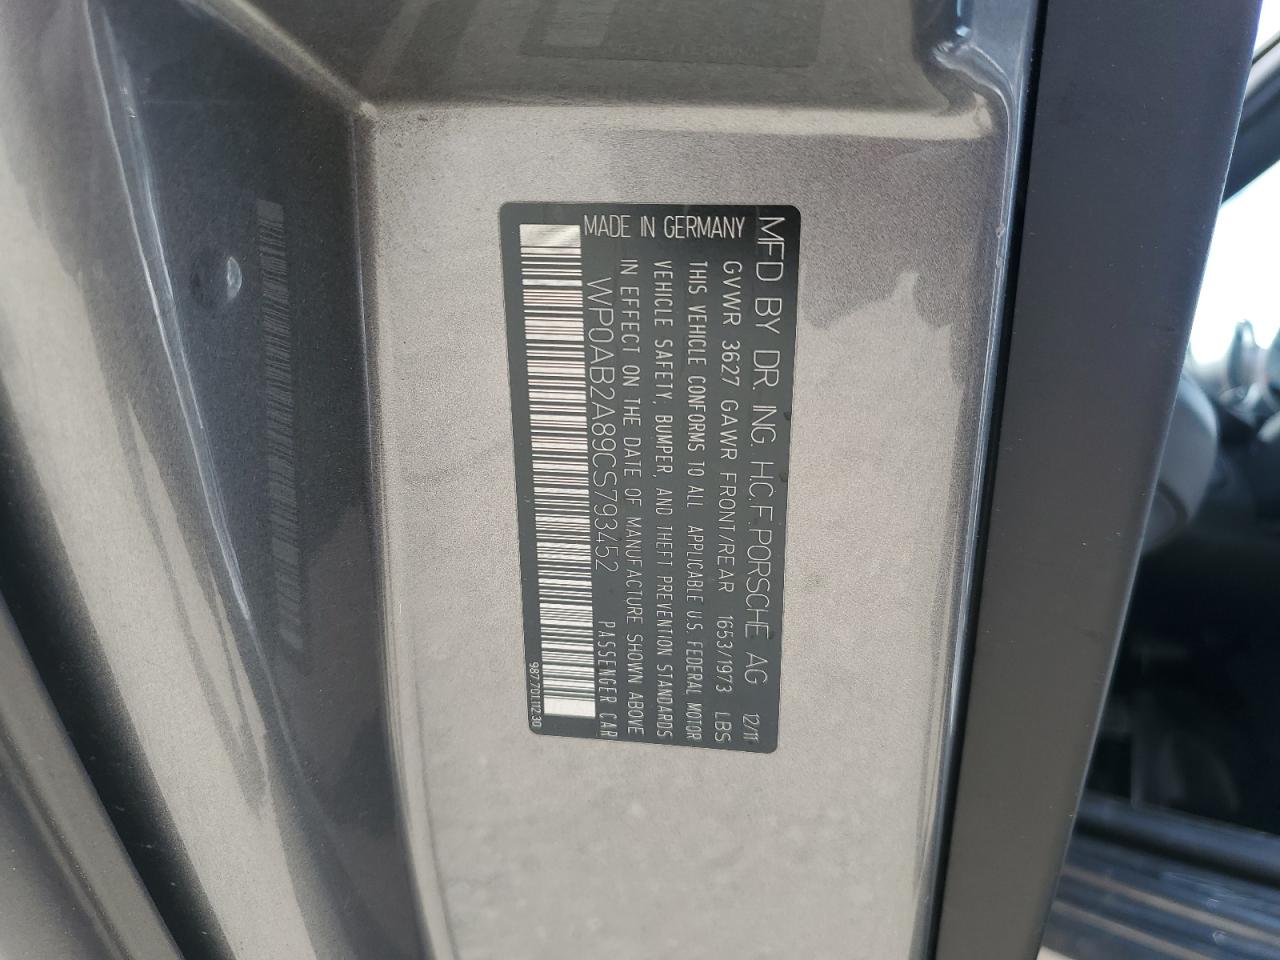 MFD BY DR. ING. H.C.F. PORSCHE AG 12/11
GVWR 3627 GAWR FRONT/REAR 1653/1973 LBS
THIS VEHICLE CONFORMS TO ALL APPLICABLE U.S. FEDERAL MOTOR
VEHICLE SAFETY, BUMPER, AND THEFT PREVENTION STANDARDS
IN EFFECT ON THE DATE OF MANUFACTURE SHOWN ABOVE
MADE IN GERMANY
WP0AB2A89CS793452 PASSENGER CAR
987.701.112.30